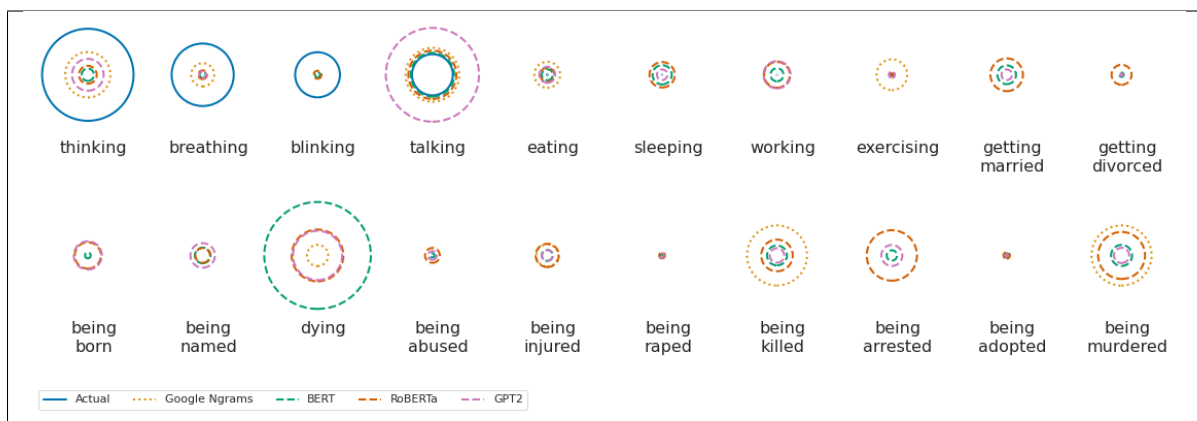 thinking breathing blinking talking eating sleeping working exercising getting married getting divorced
being born being named dying being abused being injured being raped being killed being arrested being adopted being murdered
Actual Google Ngrams BERT RoBERTa GPT2